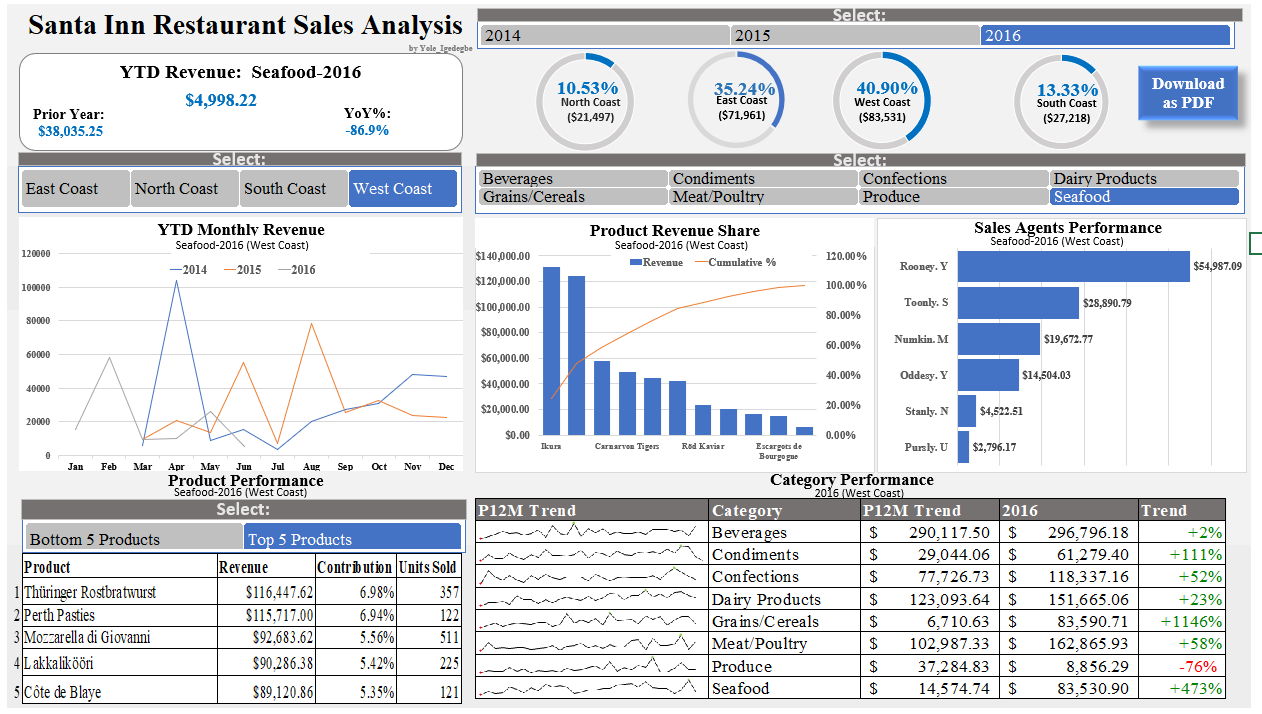 Santa Inn Restaurant Sales Analysis
by Yele_Igedegbe
Select:
2014 2015 2016
YTD Revenue: Seafood-2016
$4,998.22
Prior Year: YoY%:
$38,035.25 -86.9%
10.53%
North Coast
($21,497)
35.24%
East Coast
($71,961)
40.90%
West Coast
($83,531)
13.33%
South Coast
($27,218)
Download
as PDF
Select:
East Coast North Coast South Coast West Coast
Select:
Beverages Condiments Confections Dairy Products
Grains/Cereals Meat/Poultry Produce Seafood
YTD Monthly Revenue
Seafood-2016 (West Coast)
2014 2015 2016
120000
100000
80000
60000
40000
20000
0
Jan Feb Mar Apr May Jun Jul Aug Sep Oct Nov Dec
Product Revenue Share
Seafood-2016 (West Coast)
Revenue Cumulative %
$140,000.00 120.00%
$120,000.00 100.00%
$100,000.00 80.00%
$80,000.00 60.00%
$60,000.00 40.00%
$40,000.00 20.00%
$20,000.00 0.00%
$0.00
Ikura Carnarvon Tigers Röd Kaviar Escargots de
Bourgogne
Sales Agents Performance
Seafood-2016 (West Coast)
Rooney. Y $54,987.09
Toonly. S $28,890.79
Numkin. M $19,672.77
Oddesy. Y $14,504.03
Stanly. N $4,522.51
Pursly. U $2,796.17
Product Performance
Seafood-2016 (West Coast)
Select:
Bottom 5 Products Top 5 Products
Product Revenue Contribution Units Sold
1 Thüringer Rostbratwurst $116,447.62 6.98% 357
2 Perth Pasties $115,717.00 6.94% 122
3 Mozzarella di Giovanni $92,683.62 5.56% 511
4 Lakkalikööri $90,286.38 5.42% 225
5 Côte de Blaye $89,120.86 5.35% 121
Category Performance
2016 (West Coast)
P12M Trend Category P12M Trend 2016 Trend
Beverages $ 290,117.50 $ 296,796.18 +2%
Condiments $ 29,044.06 $ 61,279.40 +111%
Confections $ 77,726.73 $ 118,337.16 +52%
Dairy Products $ 123,093.64 $ 151,665.06 +23%
Grains/Cereals $ 6,710.63 $ 83,590.71 +1146%
Meat/Poultry $ 102,987.33 $ 162,865.93 +58%
Produce $ 37,284.83 $ 8,856.29 -76%
Seafood $ 14,574.74 $ 83,530.90 +473%